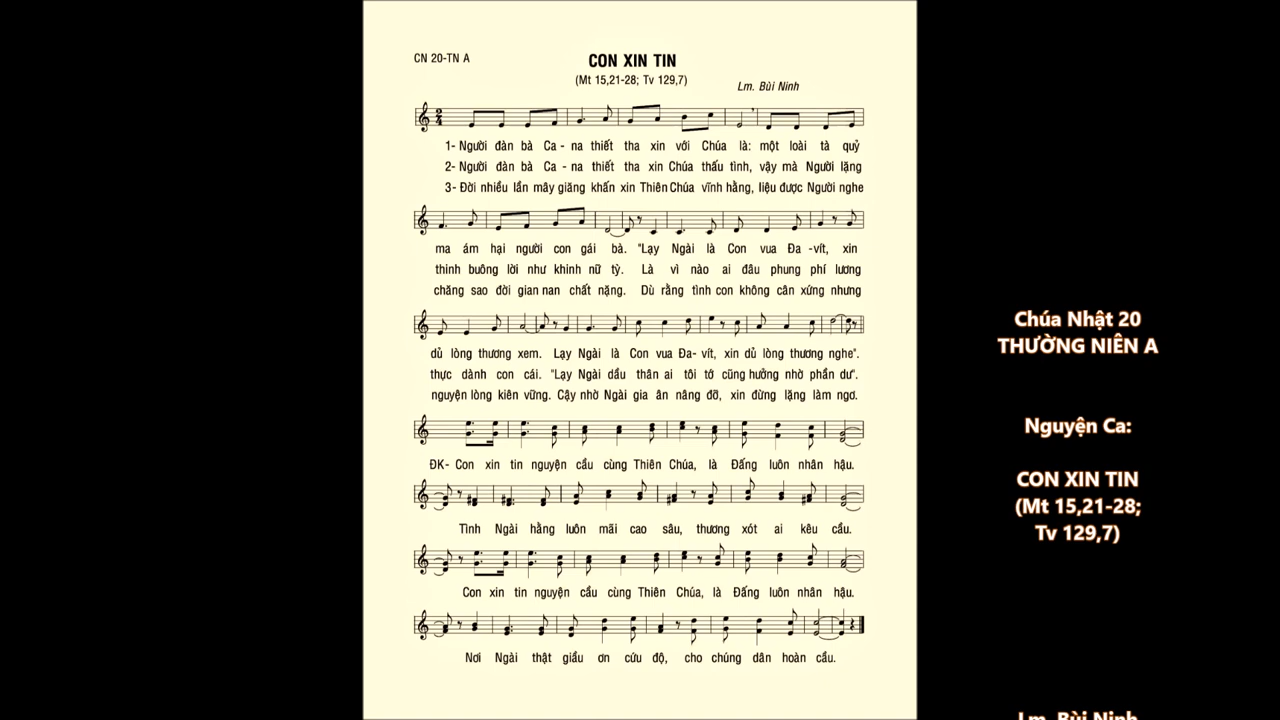 CN 20-TN A
CON XIN TIN
(Mt 15,21-28; Tv 129,7)
Lm. Bùi Ninh
1- Người đàn bà Ca - na thiết tha xin với Chúa là: một loài tà quỷ
2- Người đàn bà Ca - na thiết tha xin Chúa thấu tình, vậy mà Người lặng
3- Đời nhiều lần mây giăng khấn xin Thiên Chúa vĩnh hằng, liệu được Người nghe
ma ám hại người con gái bà. "Lạy Ngài là Con vua Đa -vít, xin
thinh buông lời như khinh nữ tỳ. Là vì nào ai đâu phung phí lương
chăng sao đời gian nan chất nặng. Dù rằng tình con không cân xứng nhưng
dủ lòng thương xem. Lạy Ngài là Con vua Đa- vít, xin dủ lòng thương nghe".
thực dành con cái. "Lạy Ngài dẩu thân ai tôi tớ cũng hưởng nhờ phần dư".
nguyện lòng kiên vững. Cậy nhờ Ngài gia ân nâng đỡ, xin đừng lặng làm ngơ.
ĐK- Con xin tin nguyện cầu cùng Thiên Chúa, là Đấng luôn nhân hậu.
Tình Ngài hằng luôn mãi cao sâu, thương xót ai kêu cầu.
Con xin tin nguyện cầu cùng Thiên Chúa, là Đấng luôn nhân hậu.
Nơi Ngài thật giầu ơn cứu độ, cho chúng dân hoàn cầu.
Chúa Nhật 20
THƯỜNG NIÊN A
Nguyện Ca:
CON XIN TIN
(Mt 15,21-28;
Tv 129,7)
Lm. Bùi Ninh